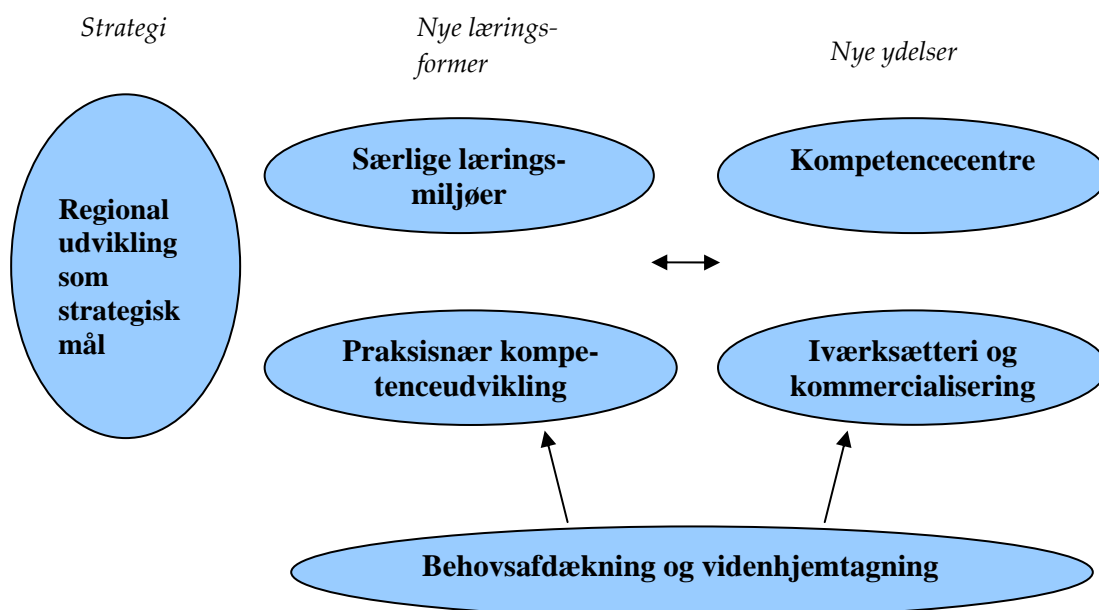 Strategi
Nye lærings-
former
Nye ydelser
Regional
udvikling
som
strategisk
mål
Særlige lærings-
miljøer
Kompetencecentre
Praksisnær kompe-
tenceudvikling
Iværksætteri og
kommercialisering
Behovsafdækning og videnhjemtagning